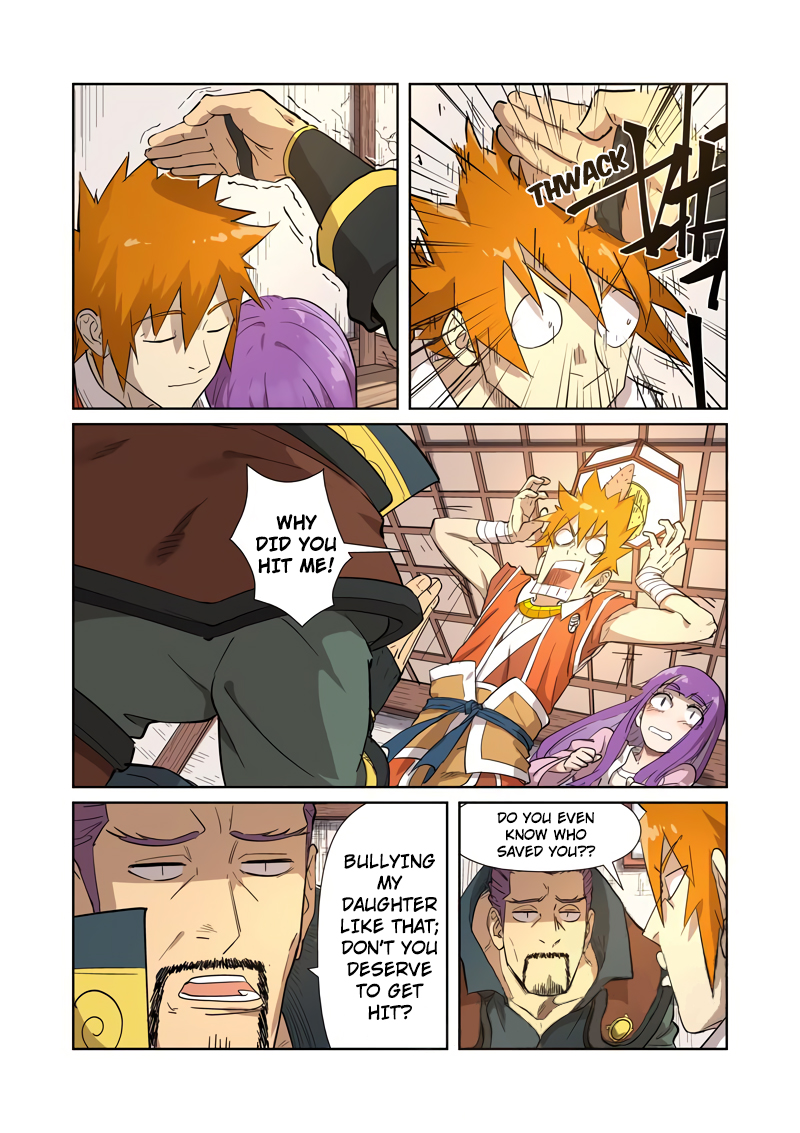 THWACK
WHY
DID YOU
HIT ME!
BULLYING
MY
DAUGHTER
LIKE THAT;
DON'T YOU
DESERVE
TO GET
HIT?
DO YOU EVEN
KNOW WHO
SAVED YOU??